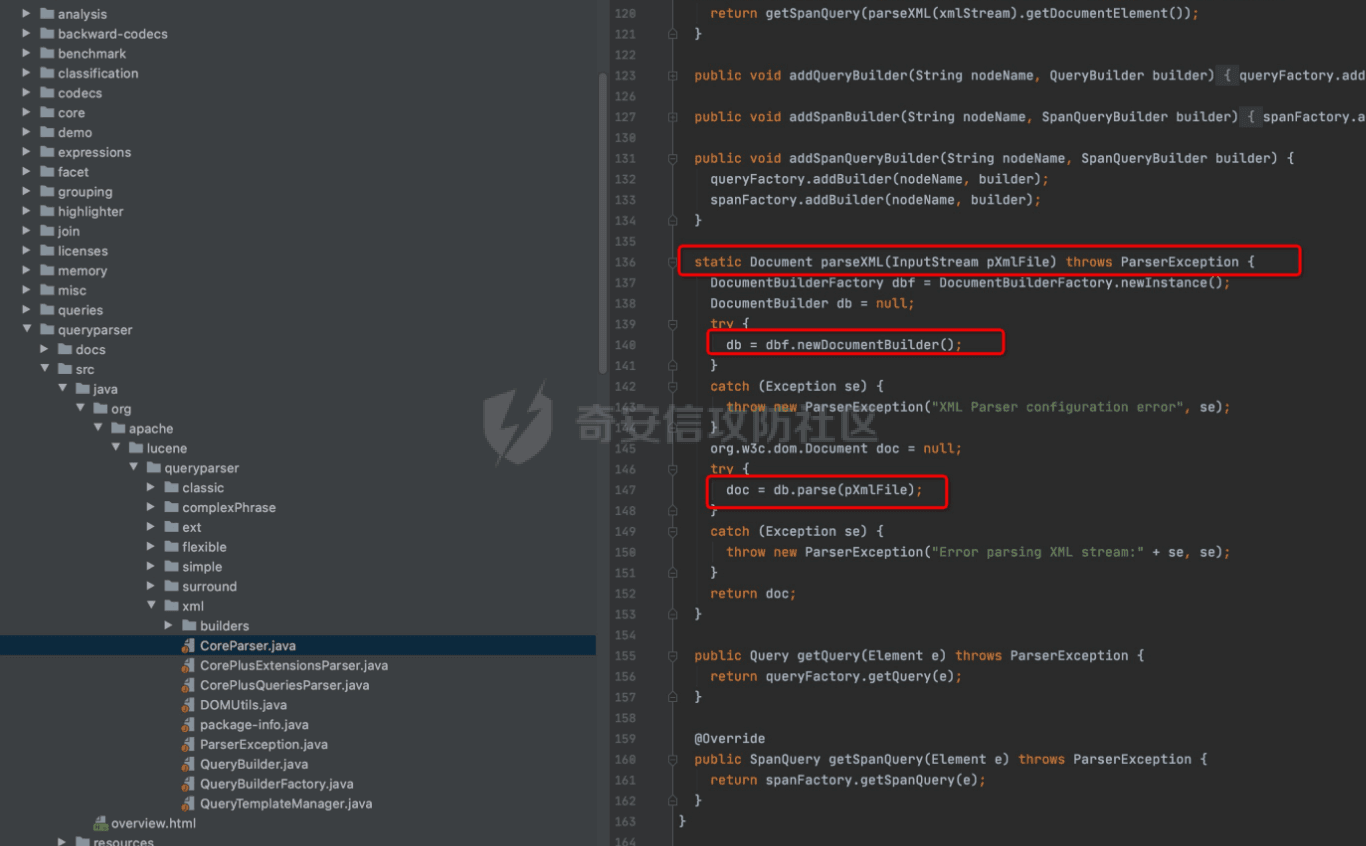 analysis
backward-codecs
benchmark
classification
codecs
core
demo
expressions
facet
grouping
highlighter
join
licenses
memory
misc
queries
queryparser
docs
src
java
org
apache
lucene
queryparser
classic
complexPhrase
ext
flexible
simple
surround
xml
builders
CoreParser.java
CorePlusExtensionsParser.java
CorePlusQueriesParser.java
DOMUtils.java
package-info.java
ParserException.java
QueryBuilder.java
QueryBuilderFactory.java
QueryTemplateManager.java
overview.html
resources
120 return getSpanQuery(parseXML(xmlStream).getDocumentElement());
121 }
122
123 public void addQueryBuilder(String nodeName, QueryBuilder builder) { queryFactory.add
126
127 public void addSpanBuilder(String nodeName, SpanQueryBuilder builder) { spanFactory.a
130
131 public void addSpanQueryBuilder(String nodeName, SpanQueryBuilder builder) {
132 queryFactory.addBuilder(nodeName, builder);
133 spanFactory.addBuilder(nodeName, builder);
134 }
135
136 static Document parseXML(InputStream pXmlFile) throws ParserException {
137 DocumentBuilderFactory dbf = DocumentBuilderFactory.newInstance();
138 DocumentBuilder db = null;
139 try {
140 db = dbf.newDocumentBuilder();
141 }
142 catch (Exception se) {
143 throw new ParserException("XML Parser configuration error", se);
144 }
145 org.w3c.dom.Document doc = null;
146 try {
147 doc = db.parse(pXmlFile);
148 }
149 catch (Exception se) {
150 throw new ParserException("Error parsing XML stream:" + se, se);
151 }
152 return doc;
153 }
154
155 public Query getQuery(Element e) throws ParserException {
156 return queryFactory.getQuery(e);
157 }
158
159 @Override
160 public SpanQuery getSpanQuery(Element e) throws ParserException {
161 return spanFactory.getSpanQuery(e);
162 }
163 }
164
奇安信攻防社区